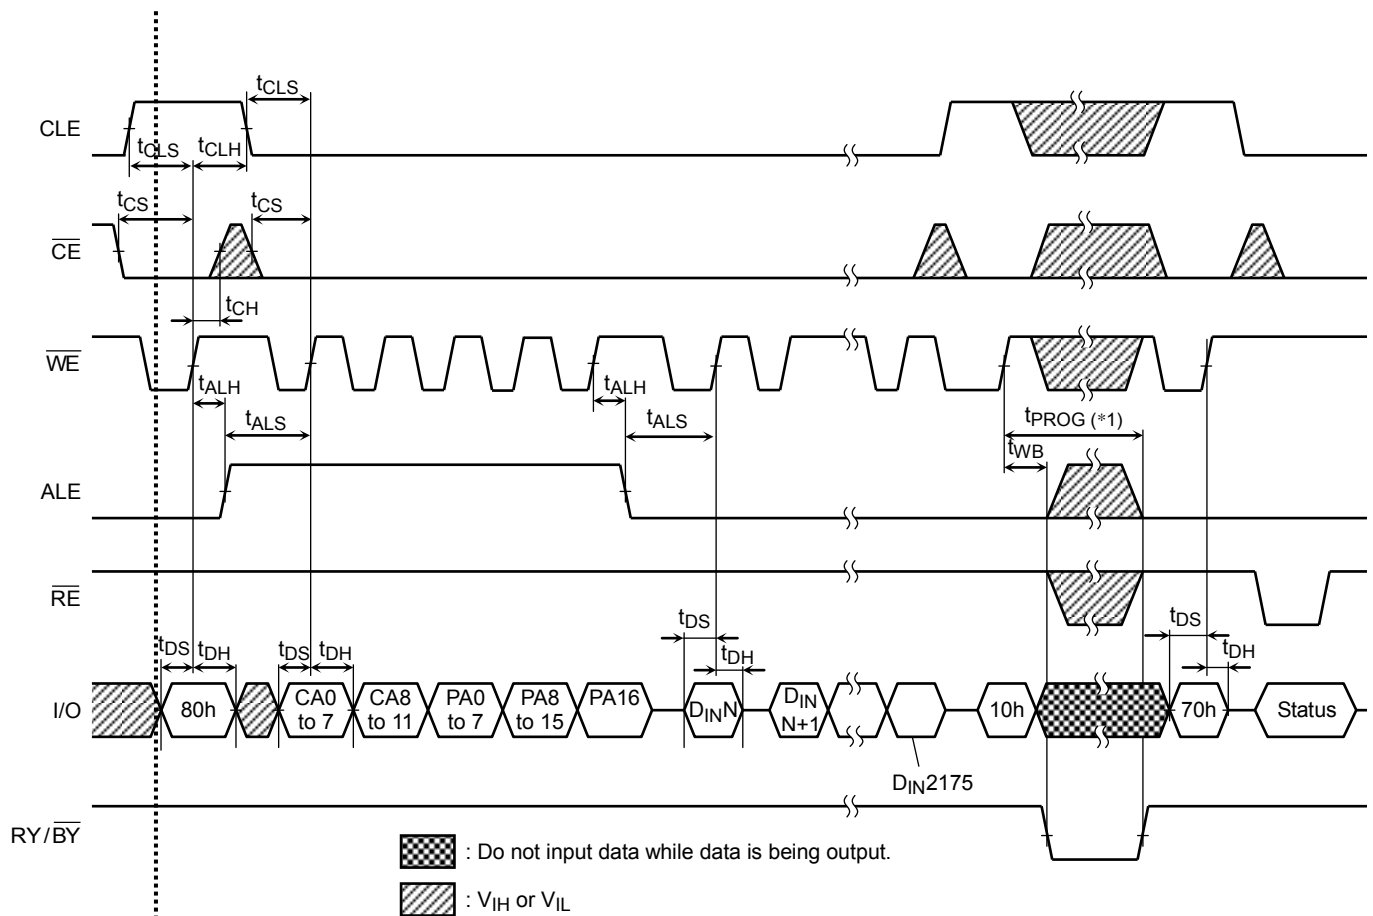 tCLS
CLE
tCLS
tCLH
tCS
tCS
CE
tCH
WE
tALH
tALH
tALS
tALS
tPROG (*1)
tWB
ALE
RE
tDS
tDH
tDS
tDH
tDS
tDH
tDS
tDH
I/O
80h
CA0
to 7
CA8
to 11
PA0
to 7
PA8
to 15
PA16
DINN
DIN
N+1
10h
70h
Status
DIN2175
RY/BY
: Do not input data while data is being output.
: VIH or VIL